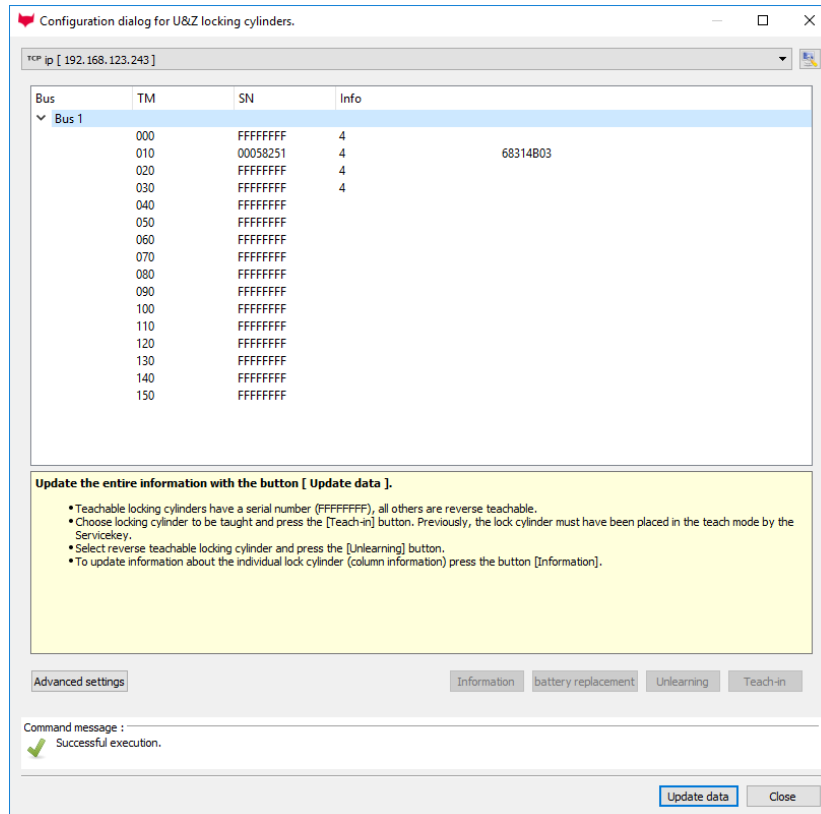 Configuration dialog for U&Z locking cylinders.
TCP ip [ 192.168.123.243 ]
Bus TM SN Info
Bus 1
000 FFFFFFFF 4
010 00058251 4 68314B03
020 FFFFFFFF 4
030 FFFFFFFF 4
040 FFFFFFFF
050 FFFFFFFF
060 FFFFFFFF
070 FFFFFFFF
080 FFFFFFFF
090 FFFFFFFF
100 FFFFFFFF
110 FFFFFFFF
120 FFFFFFFF
130 FFFFFFFF
140 FFFFFFFF
150 FFFFFFFF
Update the entire information with the button [ Update data ].
• Teachable locking cylinders have a serial number (FFFFFFFF), all others are reverse teachable.
• Choose locking cylinder to be taught and press the [Teach-in] button. Previously, the lock cylinder must have been placed in the teach mode by the
Servicekey.
• Select reverse teachable locking cylinder and press the [Unlearning] button.
• To update information about the individual lock cylinder (column information) press the button [Information].
Advanced settings Information battery replacement Unlearning Teach-in
Command message :
Successful execution.
Update data Close